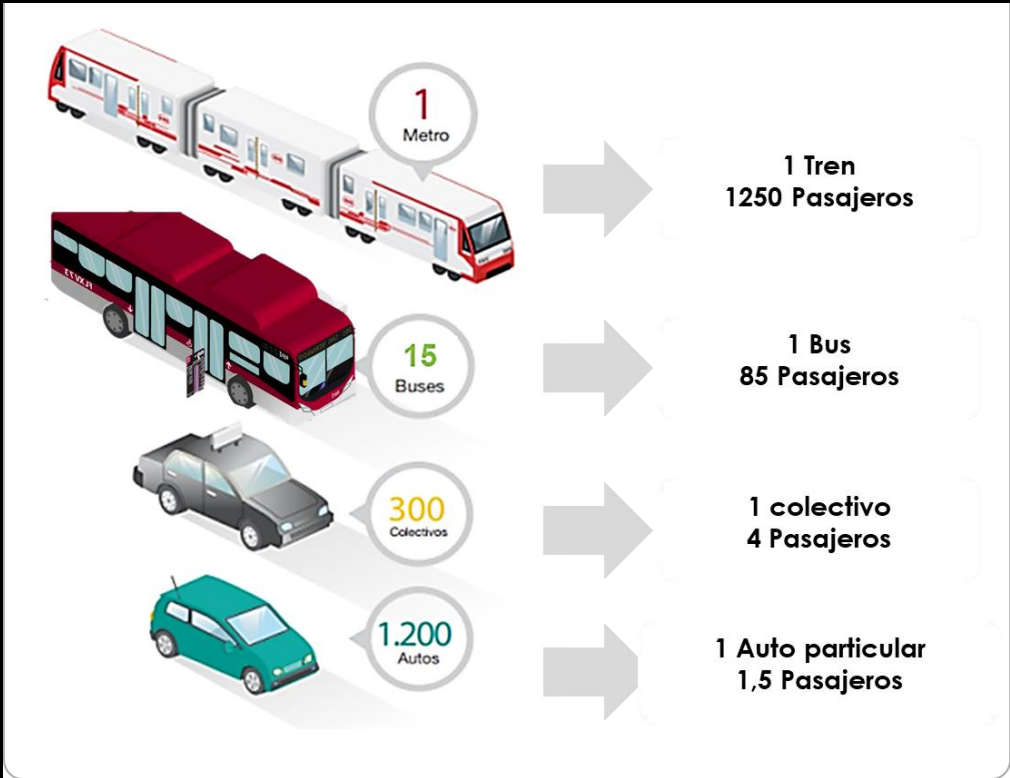 1
Metro
1 Tren
1250 Pasajeros
15
Buses
1 Bus
85 Pasajeros
300
Colectivos
1 colectivo
4 Pasajeros
1.200
Autos
1 Auto particular
1,5 Pasajeros